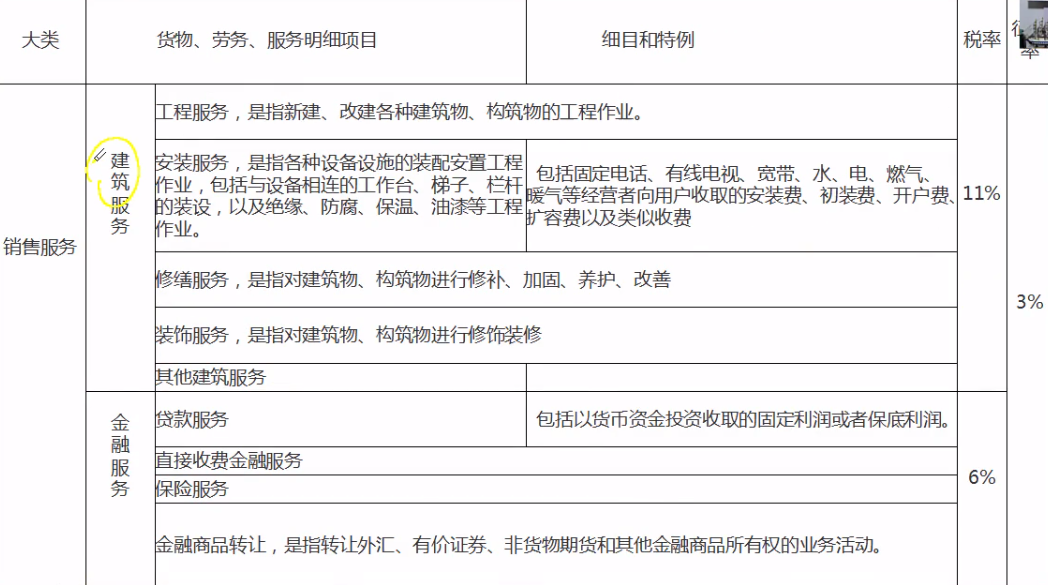 大类
货物、劳务、服务明细项目
细目和特例
税率
率
销售服务
建筑服务
工程服务，是指新建、改建各种建筑物、构筑物的工程作业。
安装服务，是指各种设备设施的装配安置工程
作业，包括与设备相连的工作台、梯子、栏杆
的装设，以及绝缘、防腐、保温、油漆等工程
作业。
包括固定电话、有线电视、宽带、水、电、燃气、
暖气等经营者向用户收取的安装费、初装费、开户费、
扩容费以及类似收费
11%
修缮服务，是指对建筑物、构筑物进行修补、加固、养护、改善
装饰服务，是指对建筑物、构筑物进行修饰装修
其他建筑服务
3%
金融服务
贷款服务
包括以货币资金投资收取的固定利润或者保底利润。
直接收费金融服务
保险服务
6%
金融商品转让，是指转让外汇、有价证券、非货物期货和其他金融商品所有权的业务活动。